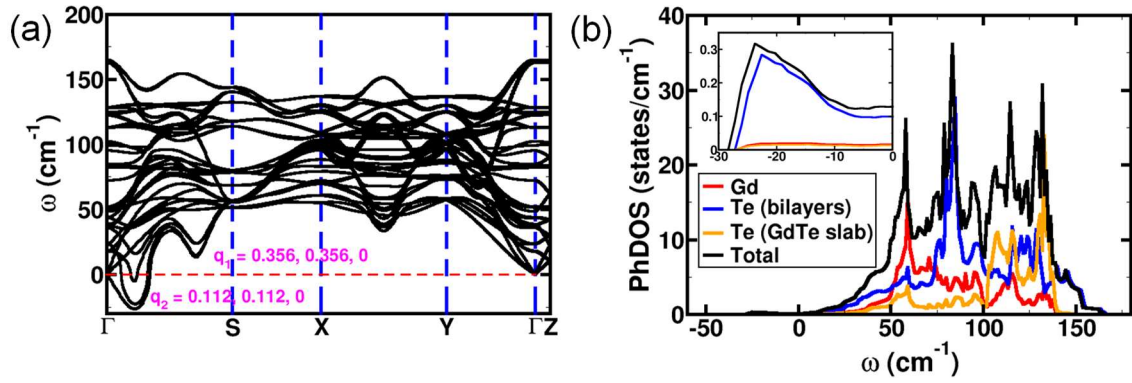 (a)
200
150
100
50
0
ω (cm⁻¹)
q₁ = 0.356, 0.356, 0
q₂ = 0.112, 0.112, 0
Γ S X Y Γ Z
(b)
40
30
20
10
0
PhDOS (states/cm⁻¹)
0.3
0.2
0.1
0
-30 -20 -10 0
Gd
Te (bilayers)
Te (GdTe slab)
Total
-50 0 50 100 150
ω (cm⁻¹)